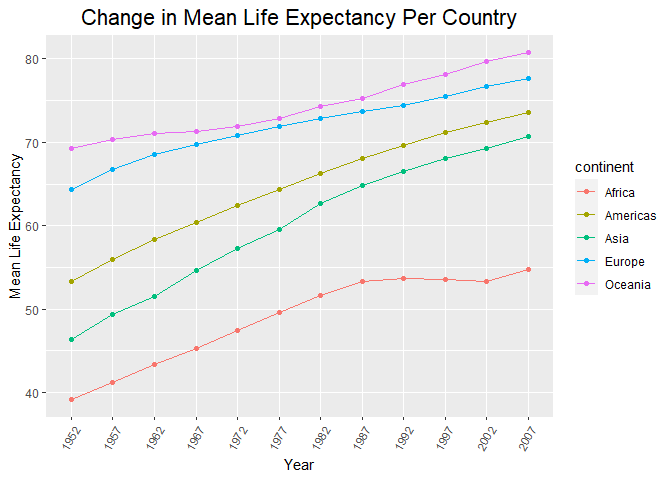 Change in Mean Life Expectancy Per Country
80
70
60
50
40
Mean Life Expectancy
1952 1957 1962 1967 1972 1977 1982 1987 1992 1997 2002 2007
Year
continent
Africa
Americas
Asia
Europe
Oceania